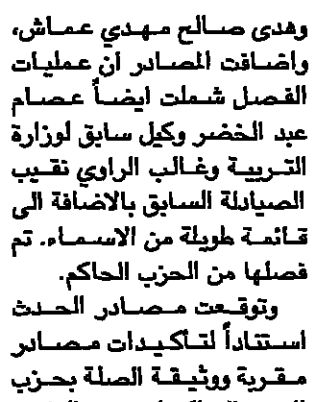 وهدى صالح مهدي عماش،
واضافت المصادر ان عمليات
الفصل شملت ايضاً عصام
عبد الخضر وكيل سابق لوزارة
التربية وغالب الراوي نقيب
الصيادلة السابق بالاضافة الى
قائمة طويلة من الاسماء. تم
فصلها من الحزب الحاكم.
وتوقعت مصادر الحدث
استناداً لتاكيدات مصادر
مقربة ووثيقة الصلة بحزب